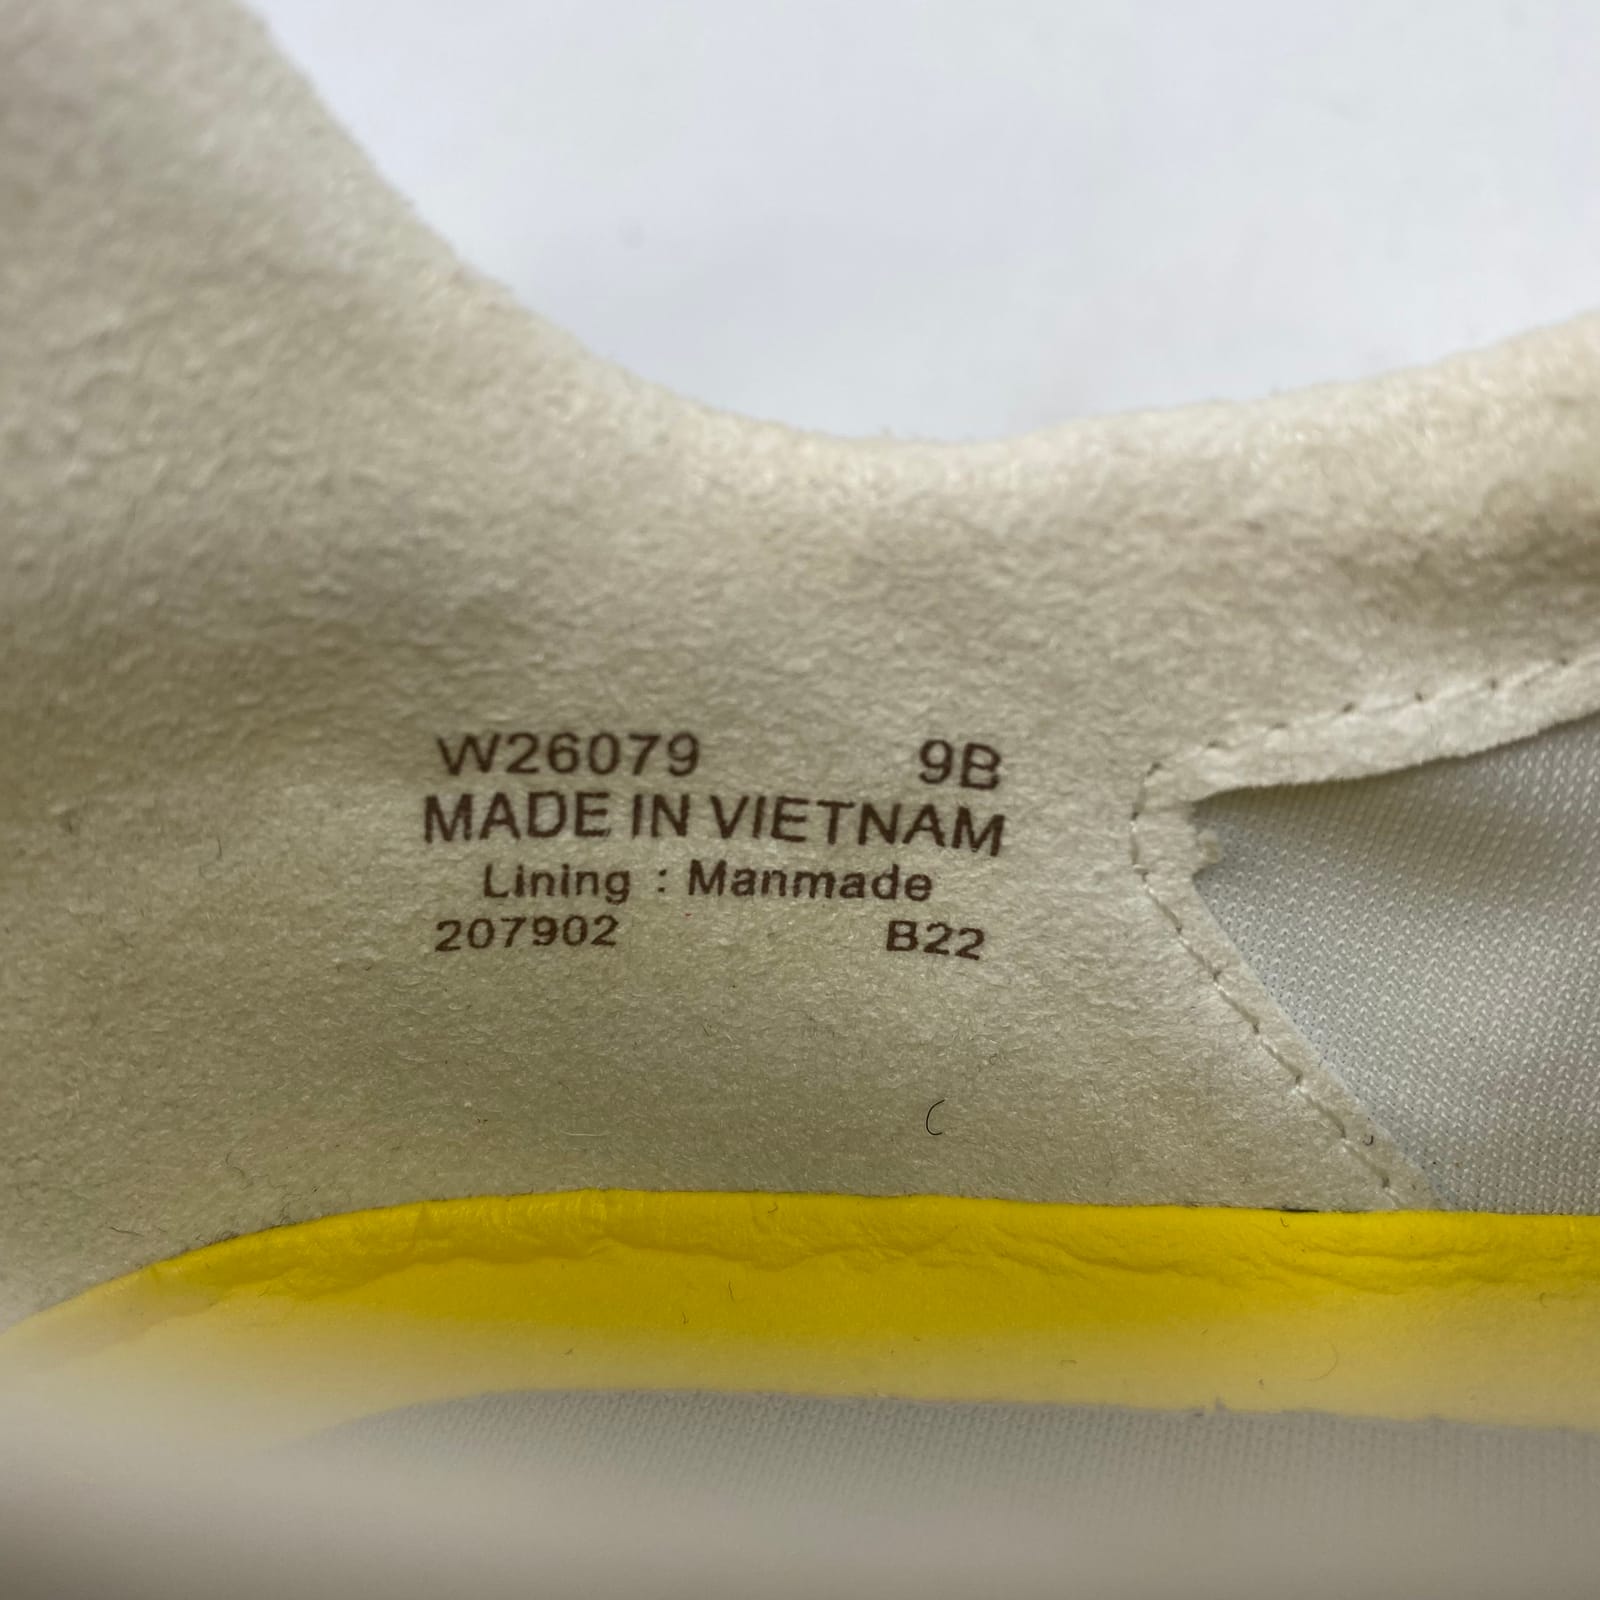 W26079 9B
MADE IN VIETNAM
Lining : Manmade
207902 B22